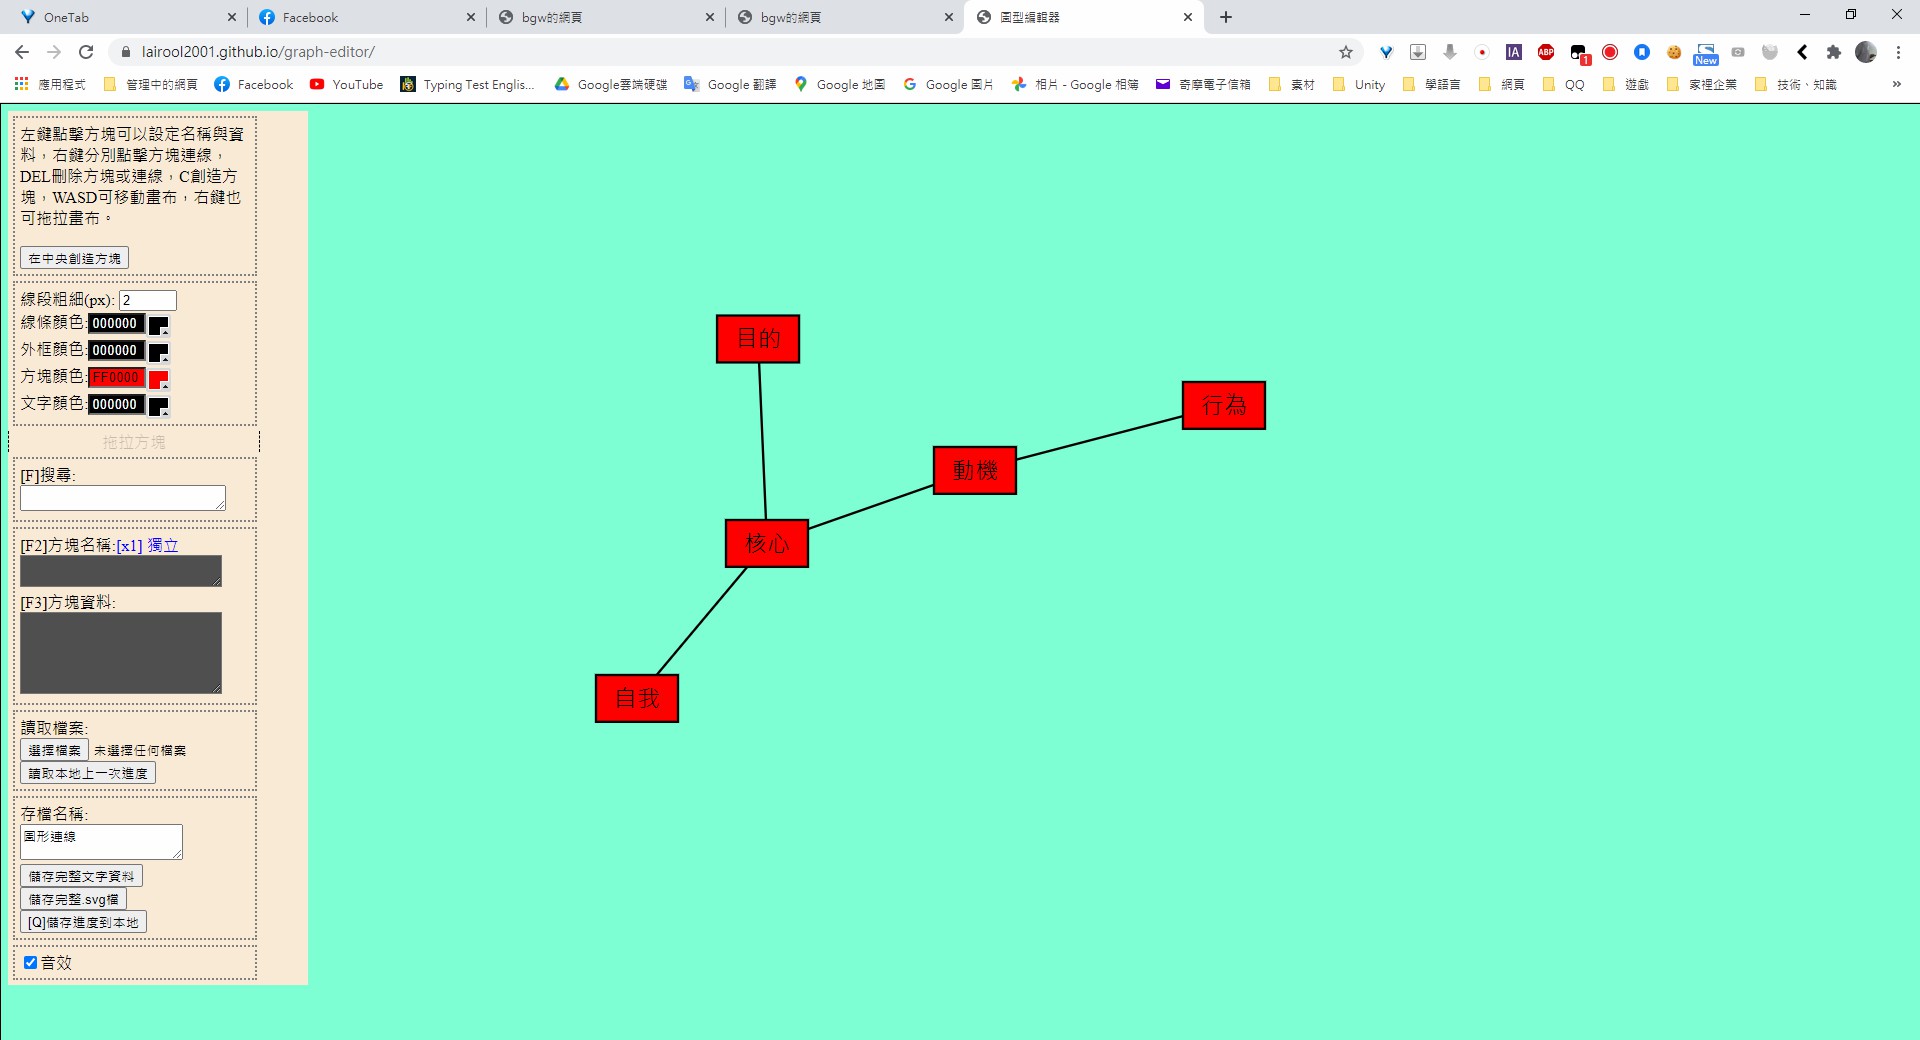 OneTab
Facebook
bgw的網頁
bgw的網頁
圖型編輯器
lairool2001.github.io/graph-editor/
IA
ABP
1
New
應用程式
管理中的網頁
Facebook
YouTube
Typing Test Englis...
Google雲端硬碟
Google 翻譯
Google 地圖
Google 圖片
相片 - Google 相簿
奇摩電子信箱
素材
Unity
學語言
網頁
QQ
遊戲
家裡企業
技術、知識
»
左鍵點擊方塊可以設定名稱與資
料，右鍵分別點擊方塊連線，
DEL刪除方塊或連線，C創造方
塊，WASD可移動畫布，右鍵也
可拖拉畫布。
在中央創造方塊
線段粗細(px): 2
線條顏色:000000
外框顏色:000000
方塊顏色:FF0000
文字顏色:000000
拖拉方塊
[F]搜尋:
[F2]方塊名稱:[x1] 獨立
[F3]方塊資料:
讀取檔案:
選擇檔案 未選擇任何檔案
讀取本地上一次進度
存檔名稱:
圖形連線
儲存完整文字資料
儲存完整.svg檔
[Q]儲存進度到本地
音效
目的
行為
動機
核心
自我